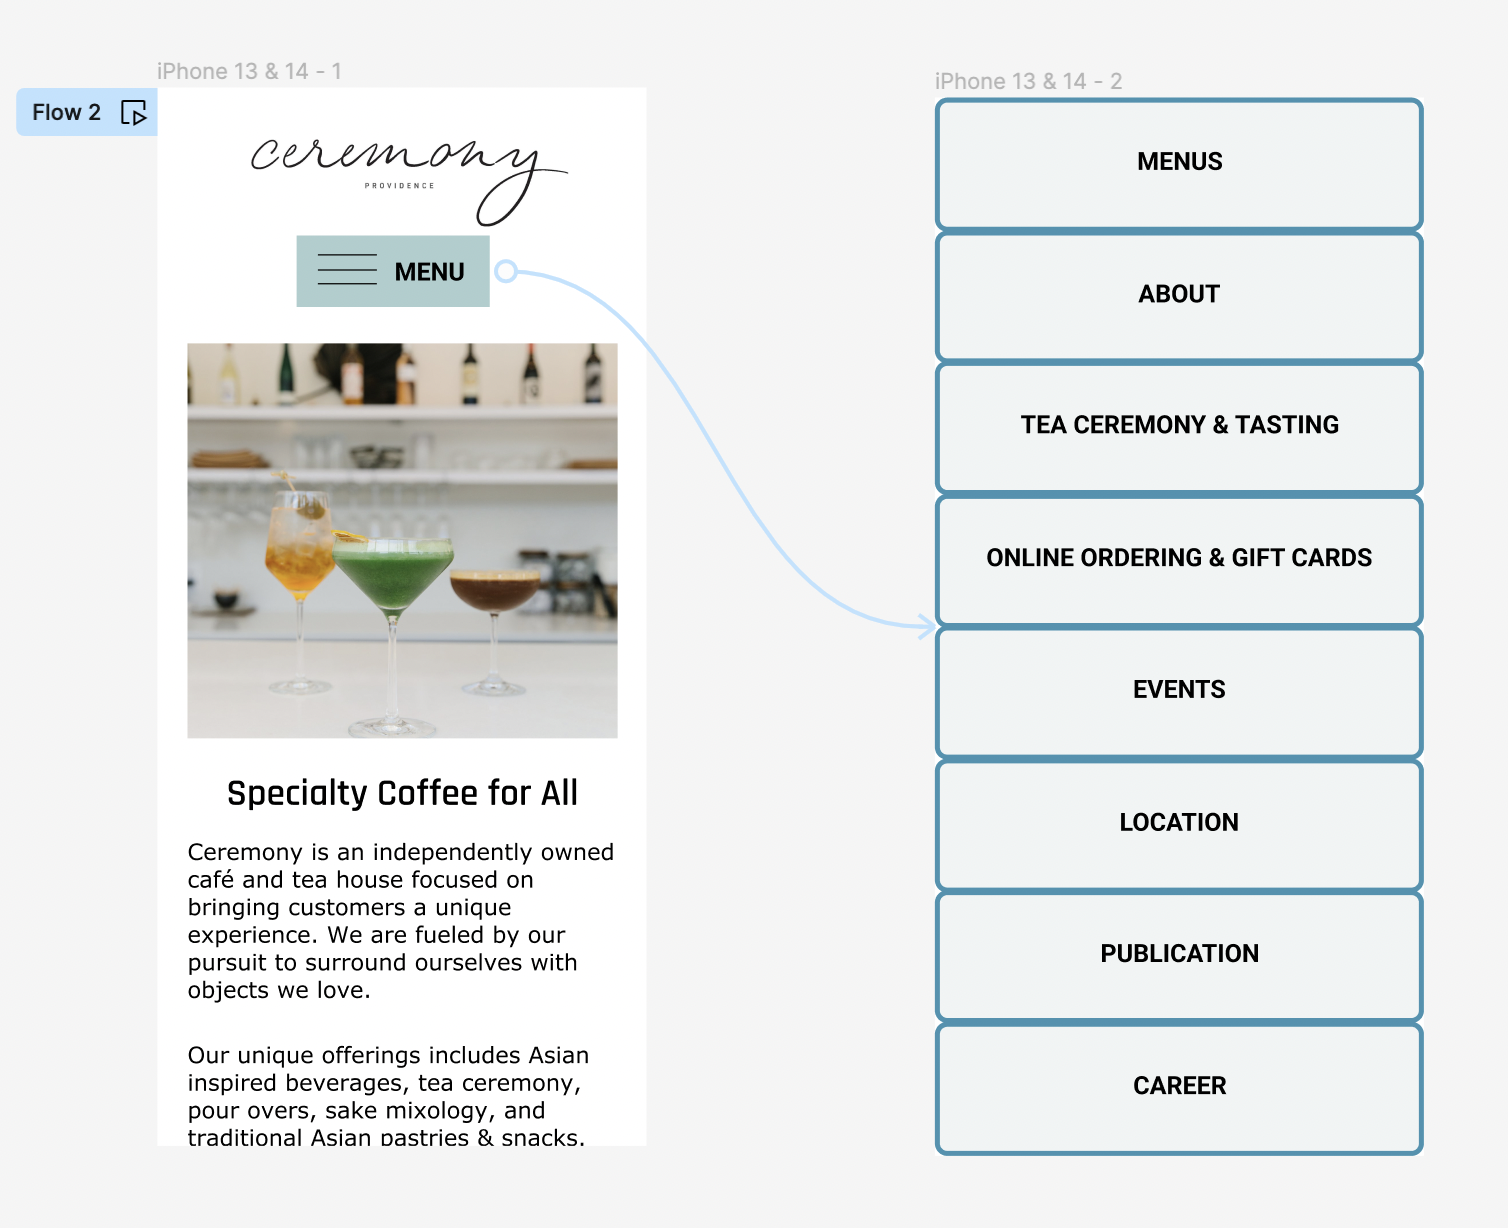 iPhone 13 & 14 - 1
Flow 2
ceremony
PROVIDENCE
MENU
Specialty Coffee for All
Ceremony is an independently owned
café and tea house focused on
bringing customers a unique
experience. We are fueled by our
pursuit to surround ourselves with
objects we love.
Our unique offerings includes Asian
inspired beverages, tea ceremony,
pour overs, sake mixology, and
traditional Asian pastries & snacks.
iPhone 13 & 14 - 2
MENUS
ABOUT
TEA CEREMONY & TASTING
ONLINE ORDERING & GIFT CARDS
EVENTS
LOCATION
PUBLICATION
CAREER